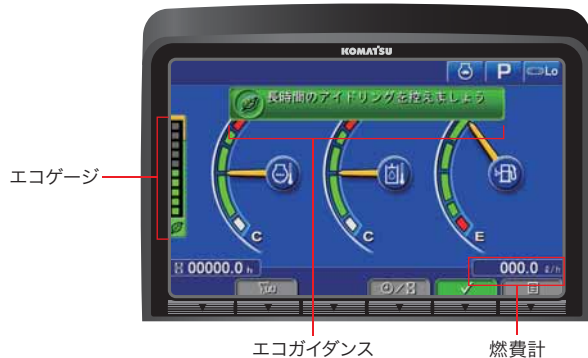 KOMATSU
P
Lo
長時間のアイドリングを控えましょう
エコゲージ
C
C
E
00000.0 h
000.0 ℓ/h
エコガイダンス
燃費計